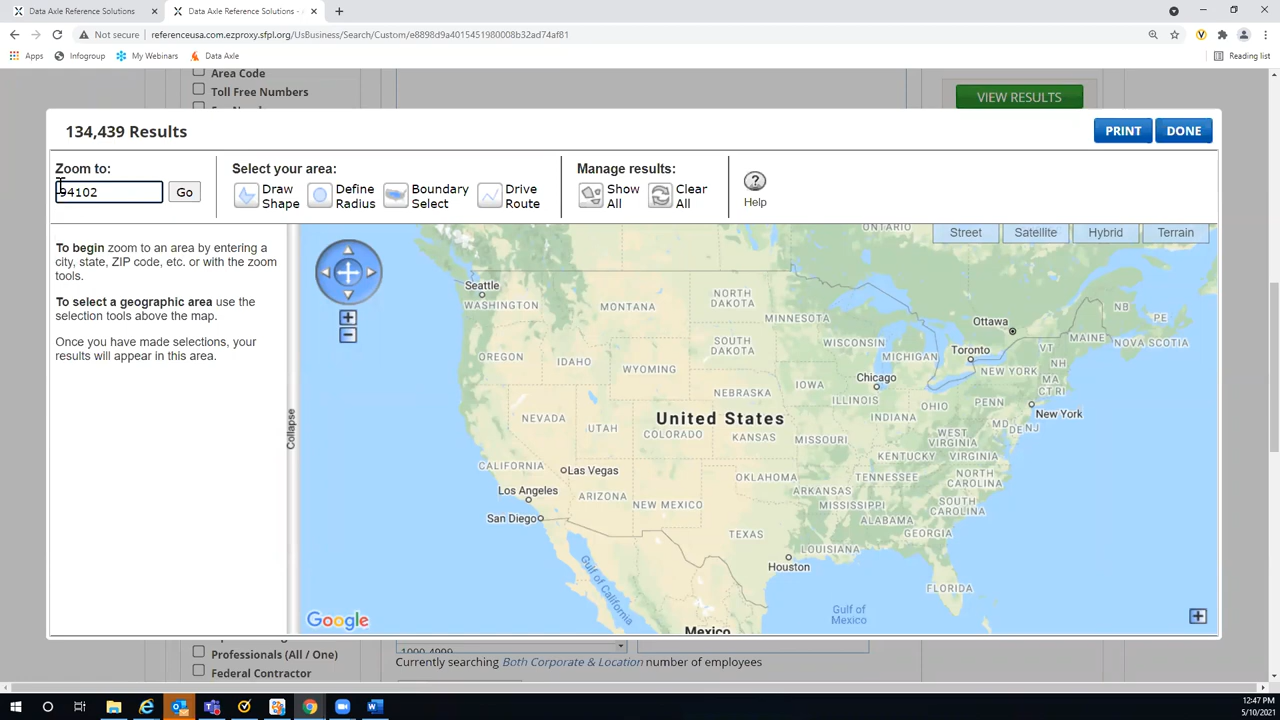 Data Axle Reference Solutions
Data Axle Reference Solutions -
Not secure
referenceusa.com.ezproxy.sfpl.org/UsBusiness/Search/Custom/e8898d9a4015451980008b32ad74af81
Apps
Infogroup
My Webinars
Data Axle
Reading list
Area Code
Toll Free Numbers
VIEW RESULTS
134,439 Results
PRINT
DONE
Zoom to:
94102
Go
Select your area:
Draw Shape
Define Radius
Boundary Select
Drive Route
Manage results:
Show All
Clear All
Help
To begin zoom to an area by entering a
city, state, ZIP code, etc. or with the zoom
tools.
To select a geographic area use the
selection tools above the map.
Once you have made selections, your
results will appear in this area.
Collapse
Street
Satellite
Hybrid
Terrain
ONTARIO
Seattle
WASHINGTON
MONTANA
NORTH DAKOTA
MINNESOTA
Ottawa
NB
PE
MAINE
NOVA SCOTIA
OREGON
IDAHO
WYOMING
SOUTH DAKOTA
WISCONSIN
MICHIGAN
Toronto
VT
NH
NEW YORK
MA
CT RI
Chicago
IOWA
NEBRASKA
ILLINOIS
INDIANA
OHIO
PENN
New York
NEVADA
UTAH
COLORADO
United States
KANSAS
MISSOURI
MD DE NJ
WEST VIRGINIA
KENTUCKY
VIRGINIA
CALIFORNIA
Las Vegas
Los Angeles
ARIZONA
NEW MEXICO
OKLAHOMA
ARKANSAS
TENNESSEE
NORTH CAROLINA
SOUTH CAROLINA
San Diego
TEXAS
MISSISSIPPI
ALABAMA
GEORGIA
LOUISIANA
Houston
FLORIDA
Gulf of California
Gulf of Mexico
Mexico
Google
Professionals (All / One)
Federal Contractor
1000-4999
Currently searching Both Corporate & Location number of employees
12:47 PM
5/10/2021